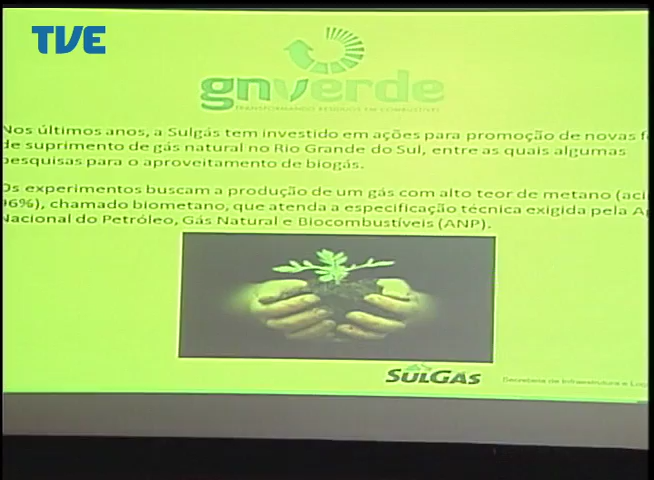 TVE
gnverde
TRANSFORMANDO RESÍDUOS EM COMBUSTÍVEL
Nos últimos anos, a Sulgás tem investido em ações para promoção de novas f
de suprimento de gás natural no Rio Grande do Sul, entre as quais algumas
pesquisas para o aproveitamento de biogás.
Os experimentos buscam a produção de um gás com alto teor de metano (aci
96%), chamado biometano, que atenda a especificação técnica exigida pela Ag
Nacional do Petróleo, Gás Natural e Biocombustíveis (ANP).
SULGÁS
Secretaria de Infraestrutura e Log